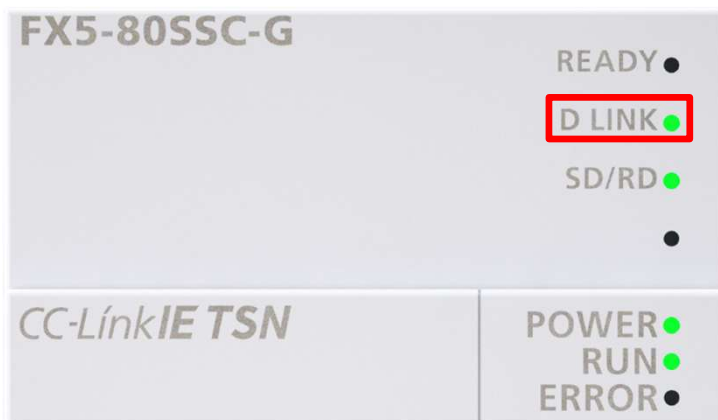 FX5-80SSC-G
READY
D LINK
SD/RD
CC-Link IE TSN
POWER
RUN
ERROR